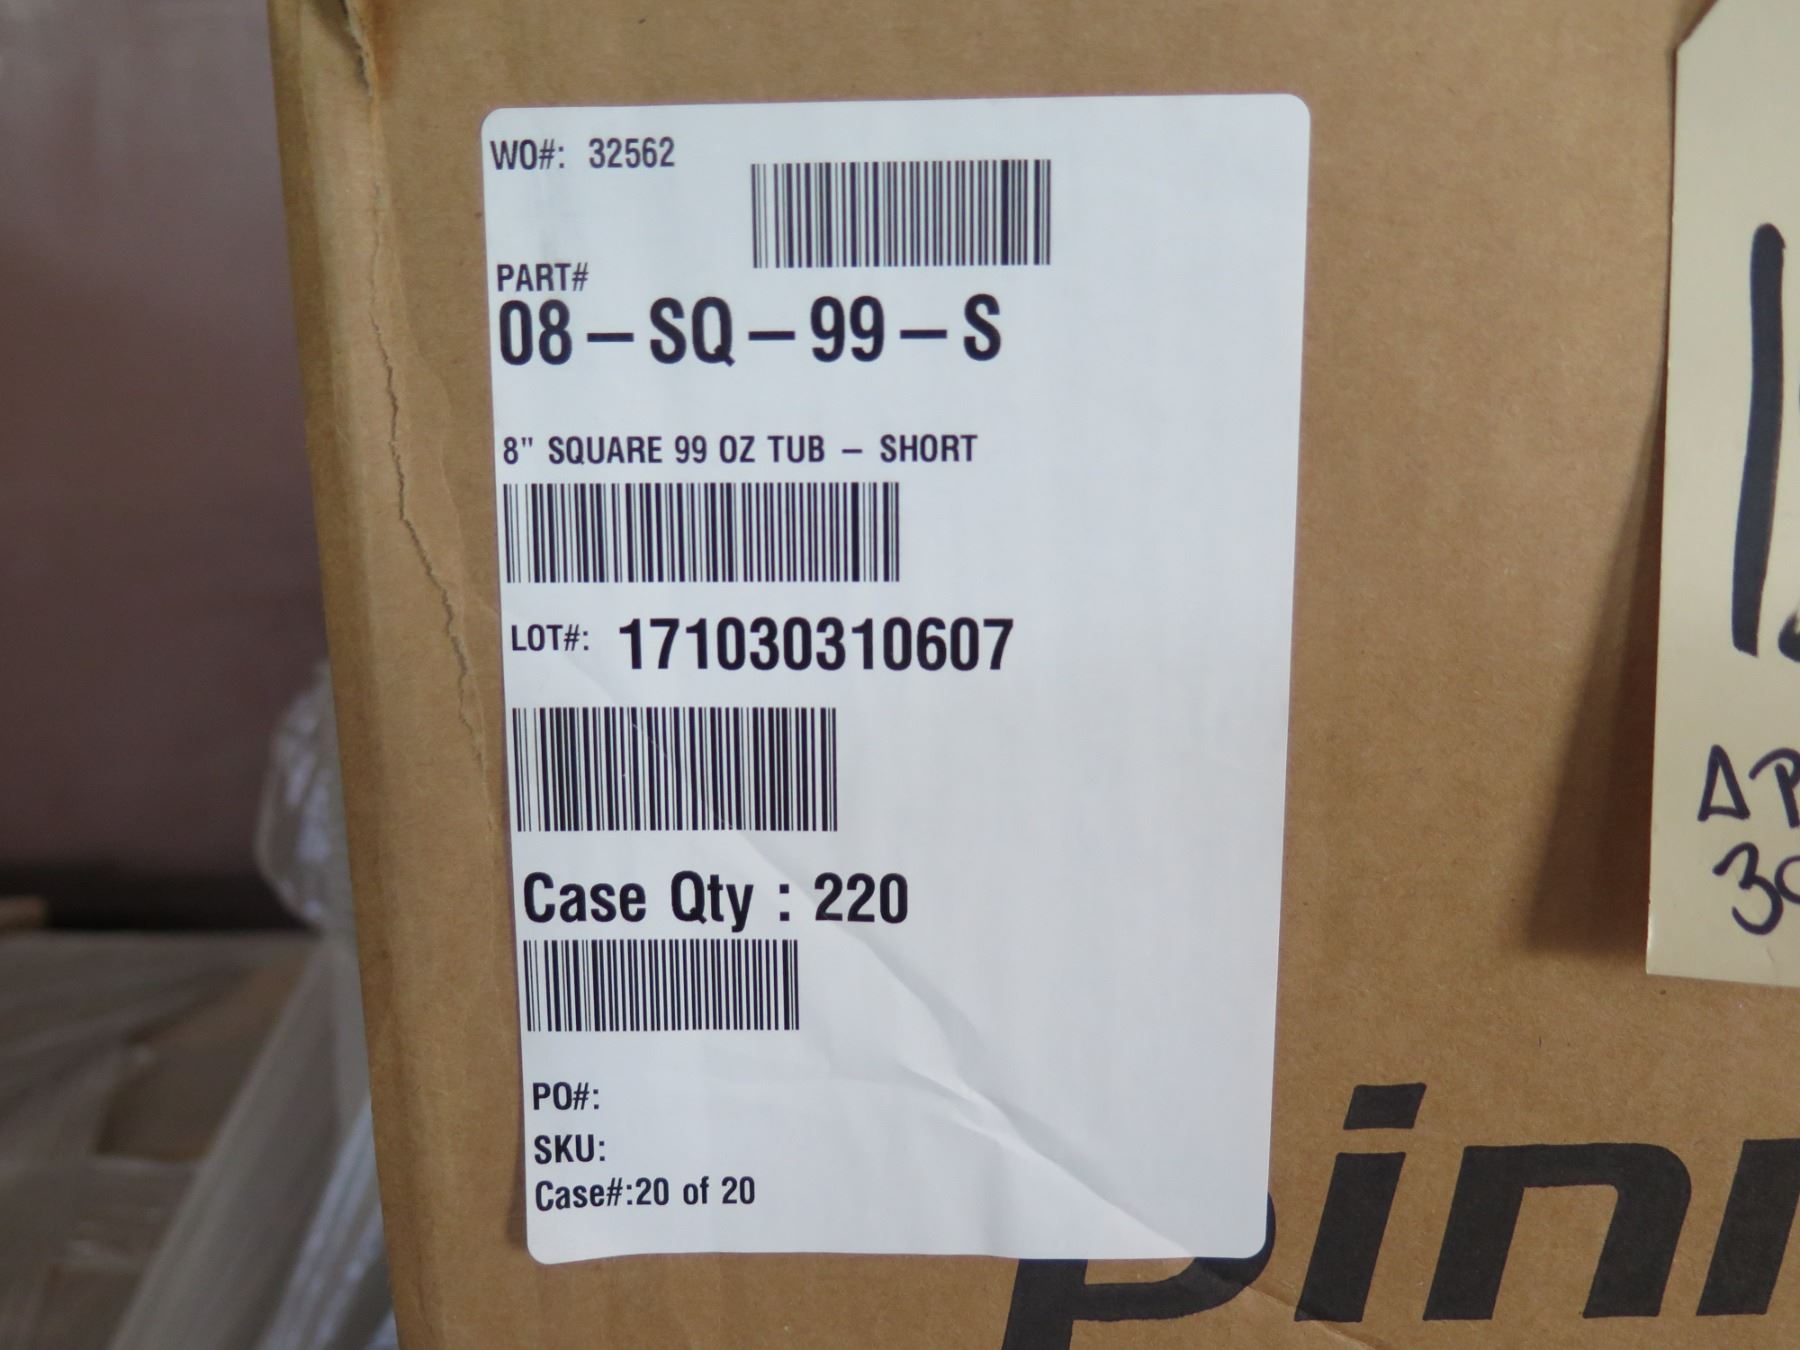 WO#: 32562
PART#
08-SQ-99-S
8" SQUARE 99 OZ TUB - SHORT
LOT#: 171030310607
Case Qty : 220
PO#:
SKU:
Case#:20 of 20